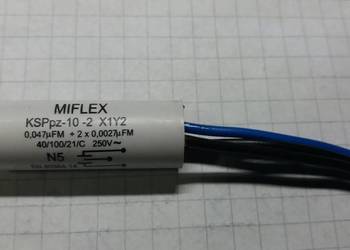 MIFLEX
KSPpz-10 -2 X1Y2
0,047µFM + 2 x 0,0027µFM
40/100/21/C 250V~
N5